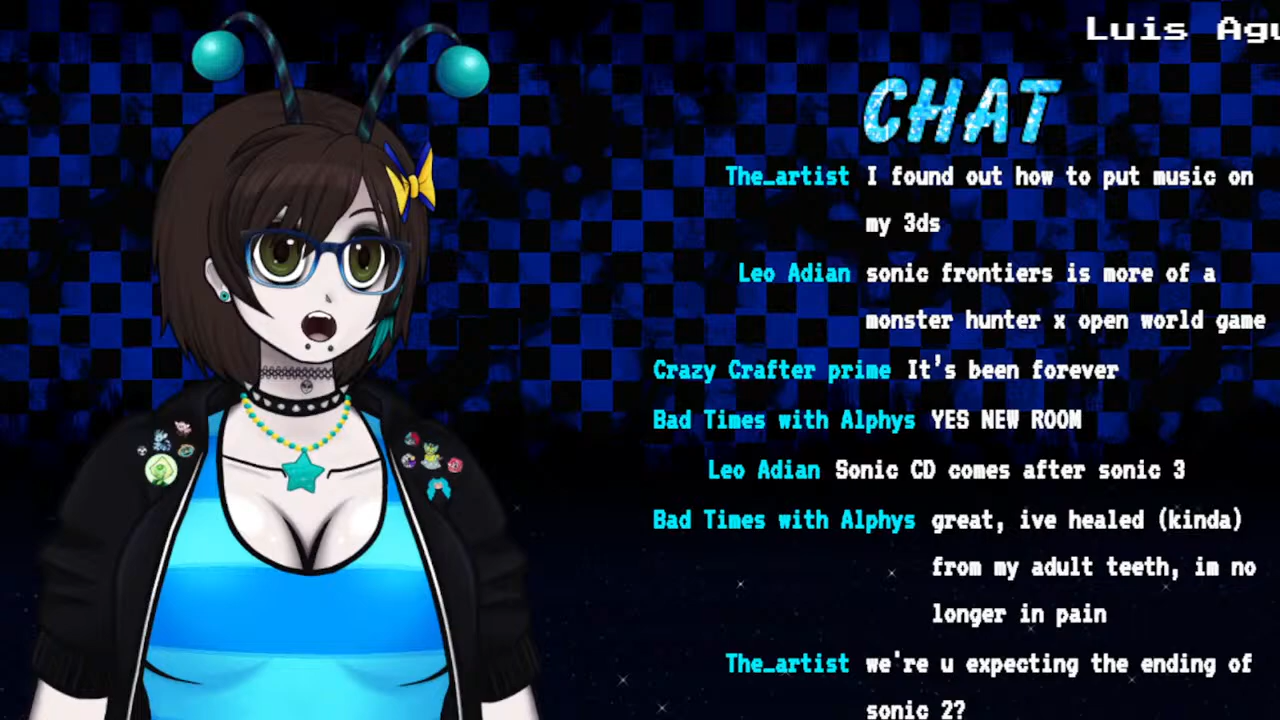 Luis Agu
CHAT
The_artist I found out how to put music on
my 3ds
Leo Adian sonic frontiers is more of a
monster hunter x open world game
Crazy Crafter prime It's been forever
Bad Times with Alphys YES NEW ROOM
Leo Adian Sonic CD comes after sonic 3
Bad Times with Alphys great, ive healed (kinda)
from my adult teeth, im no
longer in pain
The_artist we're u expecting the ending of
sonic 2?